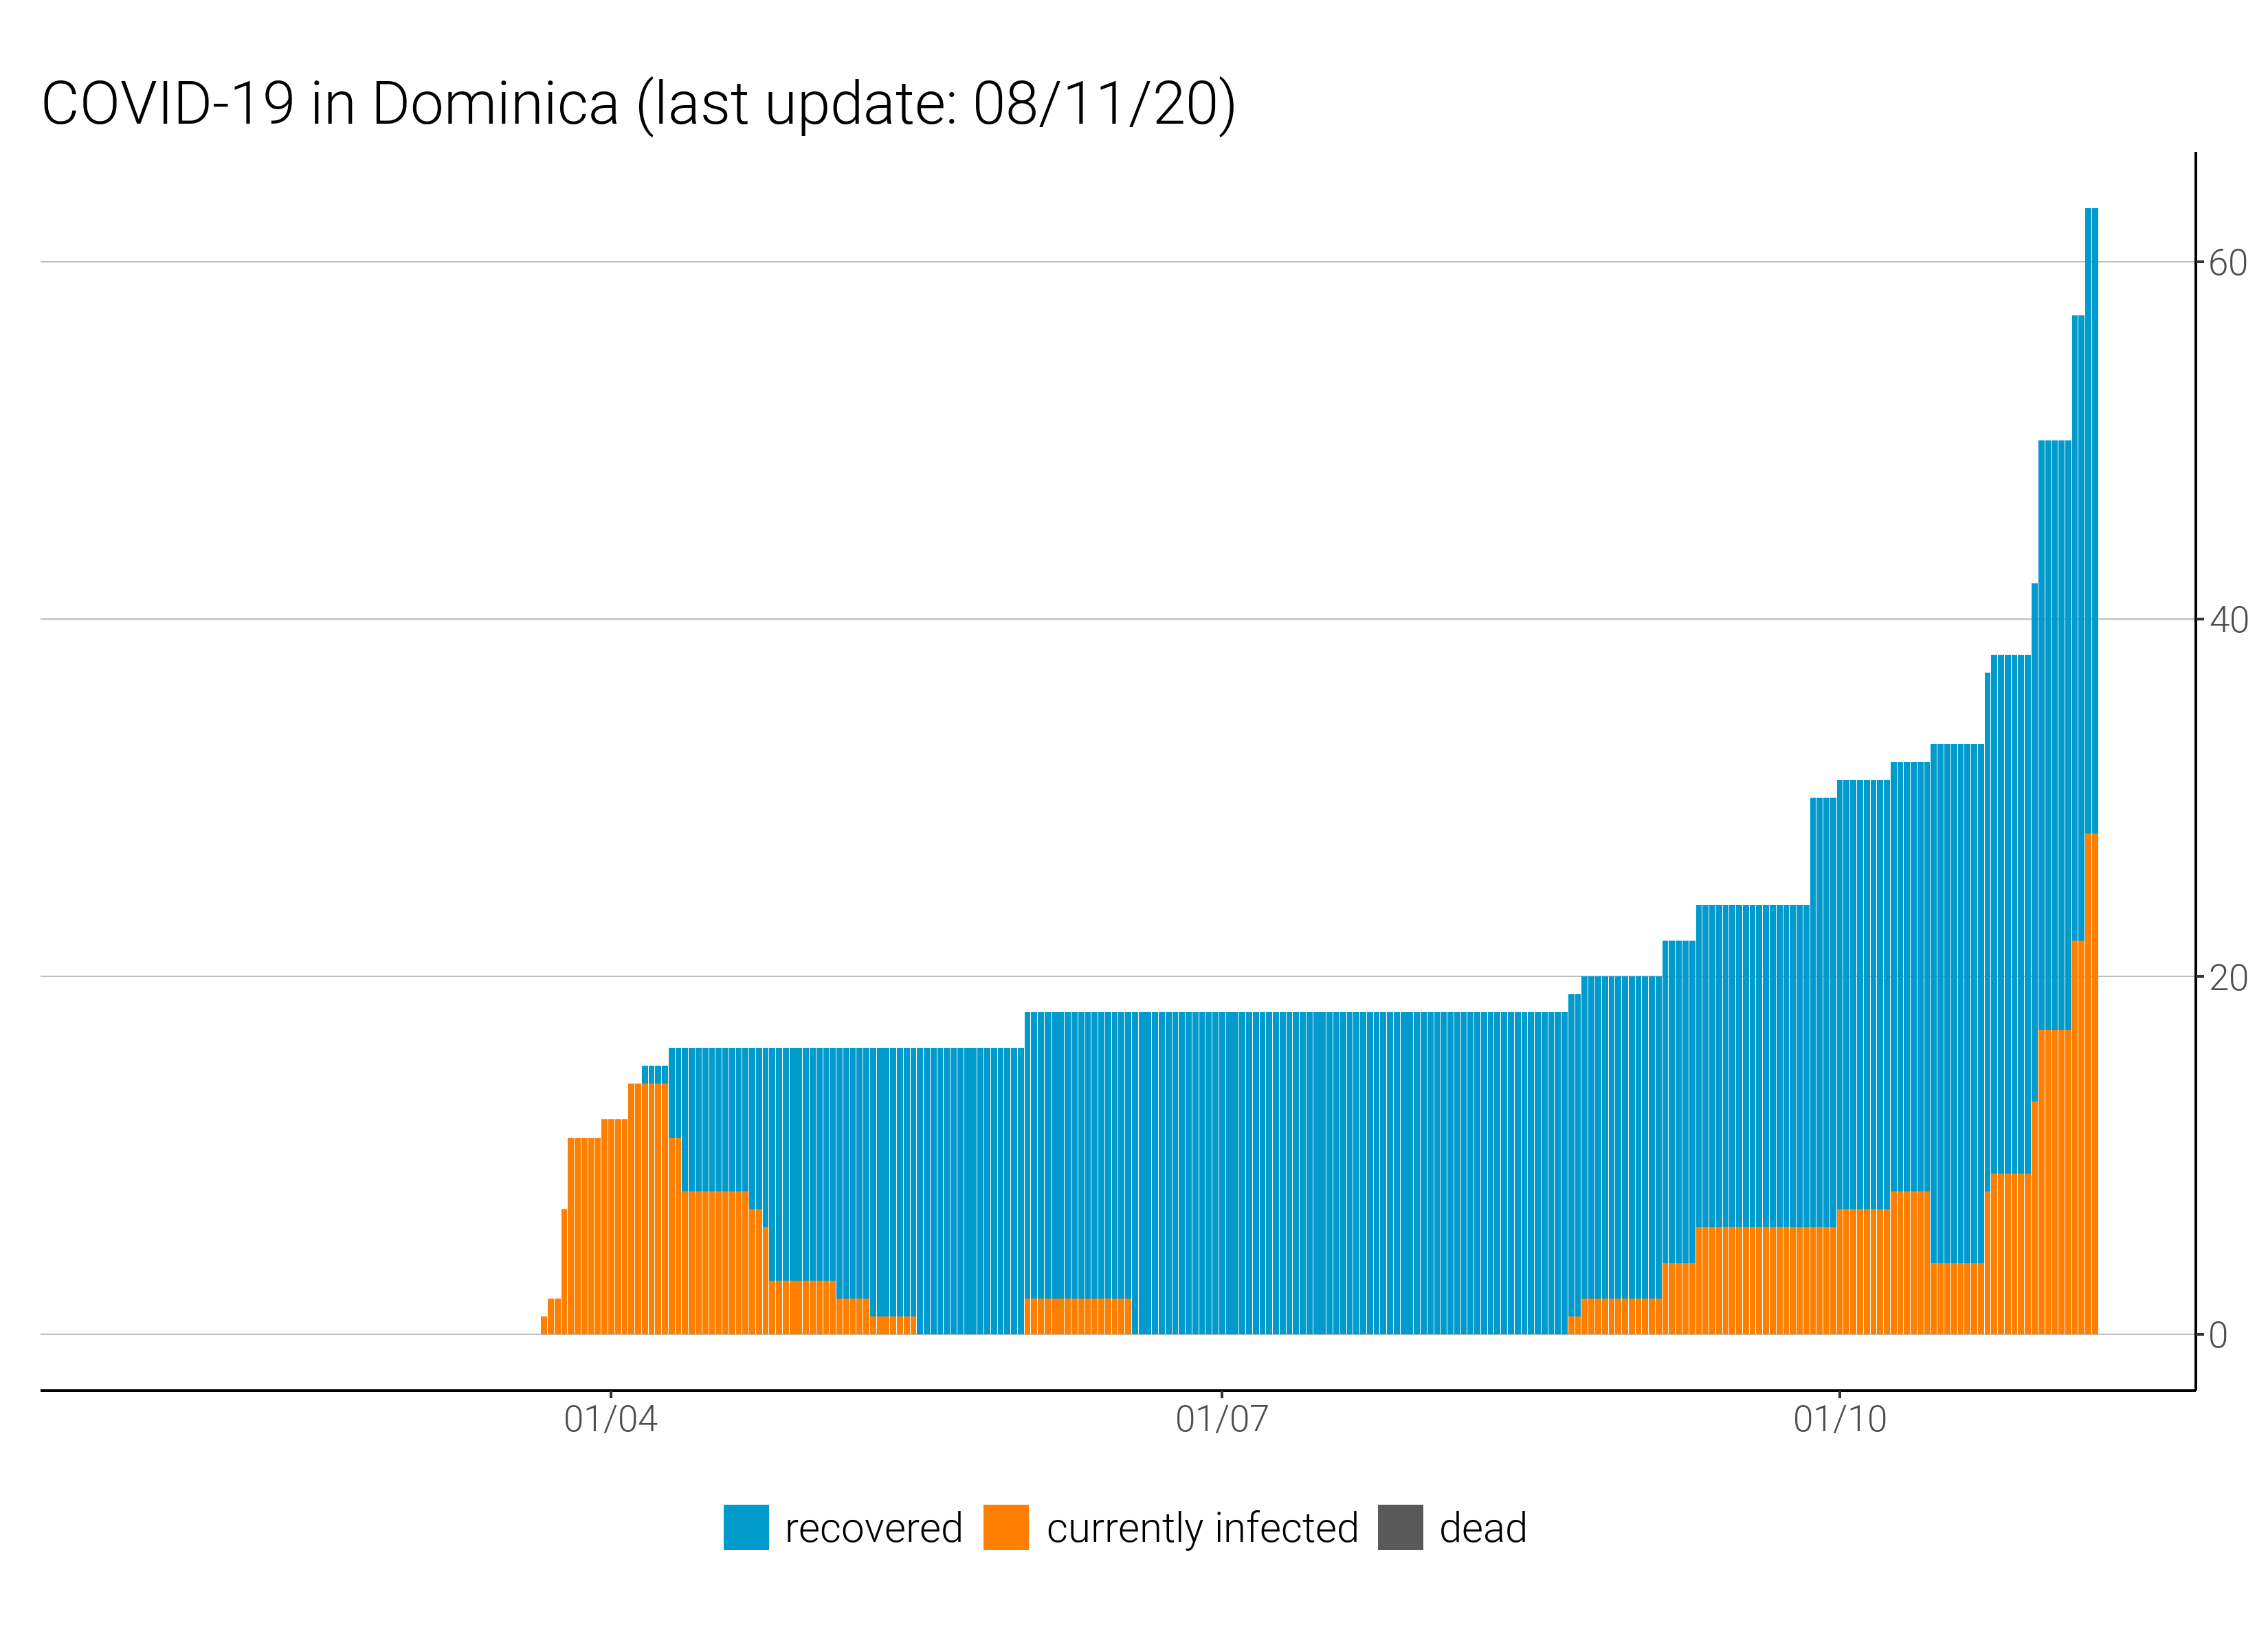 COVID-19 in Dominica (last update: 08/11/20)
60
40
20
0
01/04 01/07 01/10
recovered currently infected dead